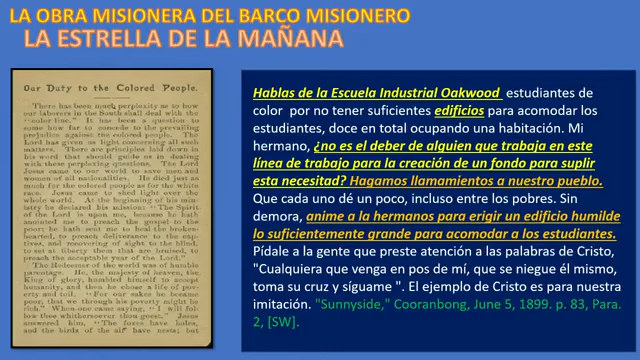 LA OBRA MISIONERA DEL BARCO MISIONERO
LA ESTRELLA DE LA MAÑANA
Our Duty to the Colored People.
There has been much perplexity as to how
our laborers in the South shall deal with the
"color line." It has been a question to
some how far to concede to the prevailing
prejudice against the colored people. The
Lord has given us light concerning all such
matters. There are principles laid down in
his word that should guide us in dealing
with these perplexing questions. The Lord
Jesus came to our world to save men and
women of all nationalities. He died just as
much for the colored people as for the white
race. Jesus came to shed light over the
whole world. At the beginning of his min-
istry he declared his mission: "The Spirit
of the Lord is upon me, because he hath
anointed me to preach the gospel to the
poor; he hath sent me to heal the broken-
hearted, to preach deliverance to the cap-
tives, and recovering of sight to the blind,
to set at liberty them that are bruised, to
preach the acceptable year of the Lord."
The Redeemer of the world was of humble
parentage. He, the majesty of heaven, the
King of glory, humbled himself to accept
humanity, and then he chose a life of pov-
erty and toil. "For our sakes he became
poor, that we through his poverty might be
rich." When one came saying, "I will fol-
low thee whithersoever thou goest," Jesus
answered him, "The foxes have holes,
and the birds of the air have nests; but
Hablas de la Escuela Industrial Oakwood estudiantes de
color por no tener suficientes edificios para acomodar los
estudiantes, doce en total ocupando una habitación. Mi
hermano, ¿no es el deber de alguien que trabaja en este
línea de trabajo para la creación de un fondo para suplir
esta necesitad? Hagamos llamamientos a nuestro pueblo.
Que cada uno dé un poco, incluso entre los pobres. Sin
demora, anime a la hermanos para erigir un edificio humilde
lo suficientemente grande para acomodar a los estudiantes.
Pídale a la gente que preste atención a las palabras de Cristo,
"Cualquiera que venga en pos de mí, que se niegue él mismo,
toma su cruz y sígueme ". El ejemplo de Cristo es para nuestra
imitación. "Sunnyside," Cooranbong, June 5, 1899. p. 83, Para.
2, [SW].